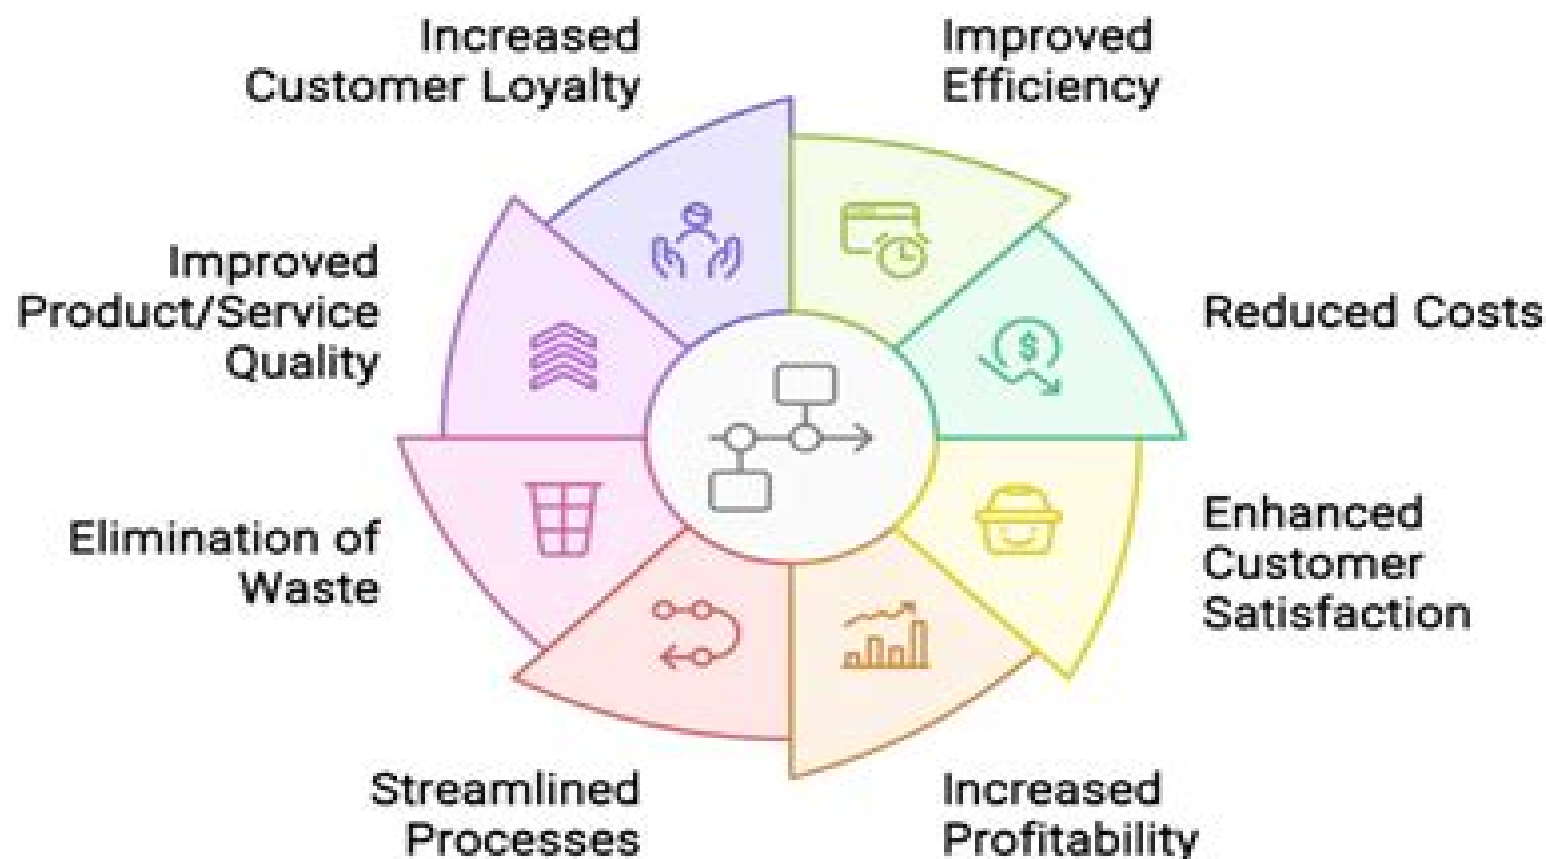 Increased
Customer Loyalty
Improved
Efficiency
Improved
Product/Service
Quality
Reduced Costs
$
Elimination of
Waste
Enhanced
Customer
Satisfaction
Streamlined
Processes
Increased
Profitability